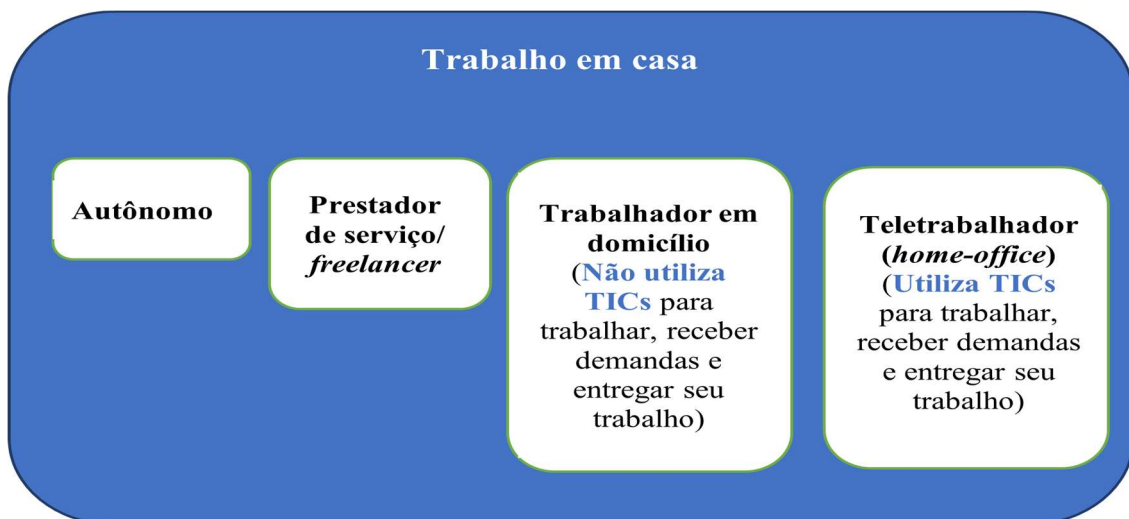 Trabalho em casa
Autônomo
Prestador
de serviço/
freelancer
Trabalhador em
domicílio
(Não utiliza
TICs para
trabalhar, receber
demandas e
entregar seu
trabalho)
Teletrabalhador
(home-office)
(Utiliza TICs
para trabalhar,
receber demandas
e entregar seu
trabalho)